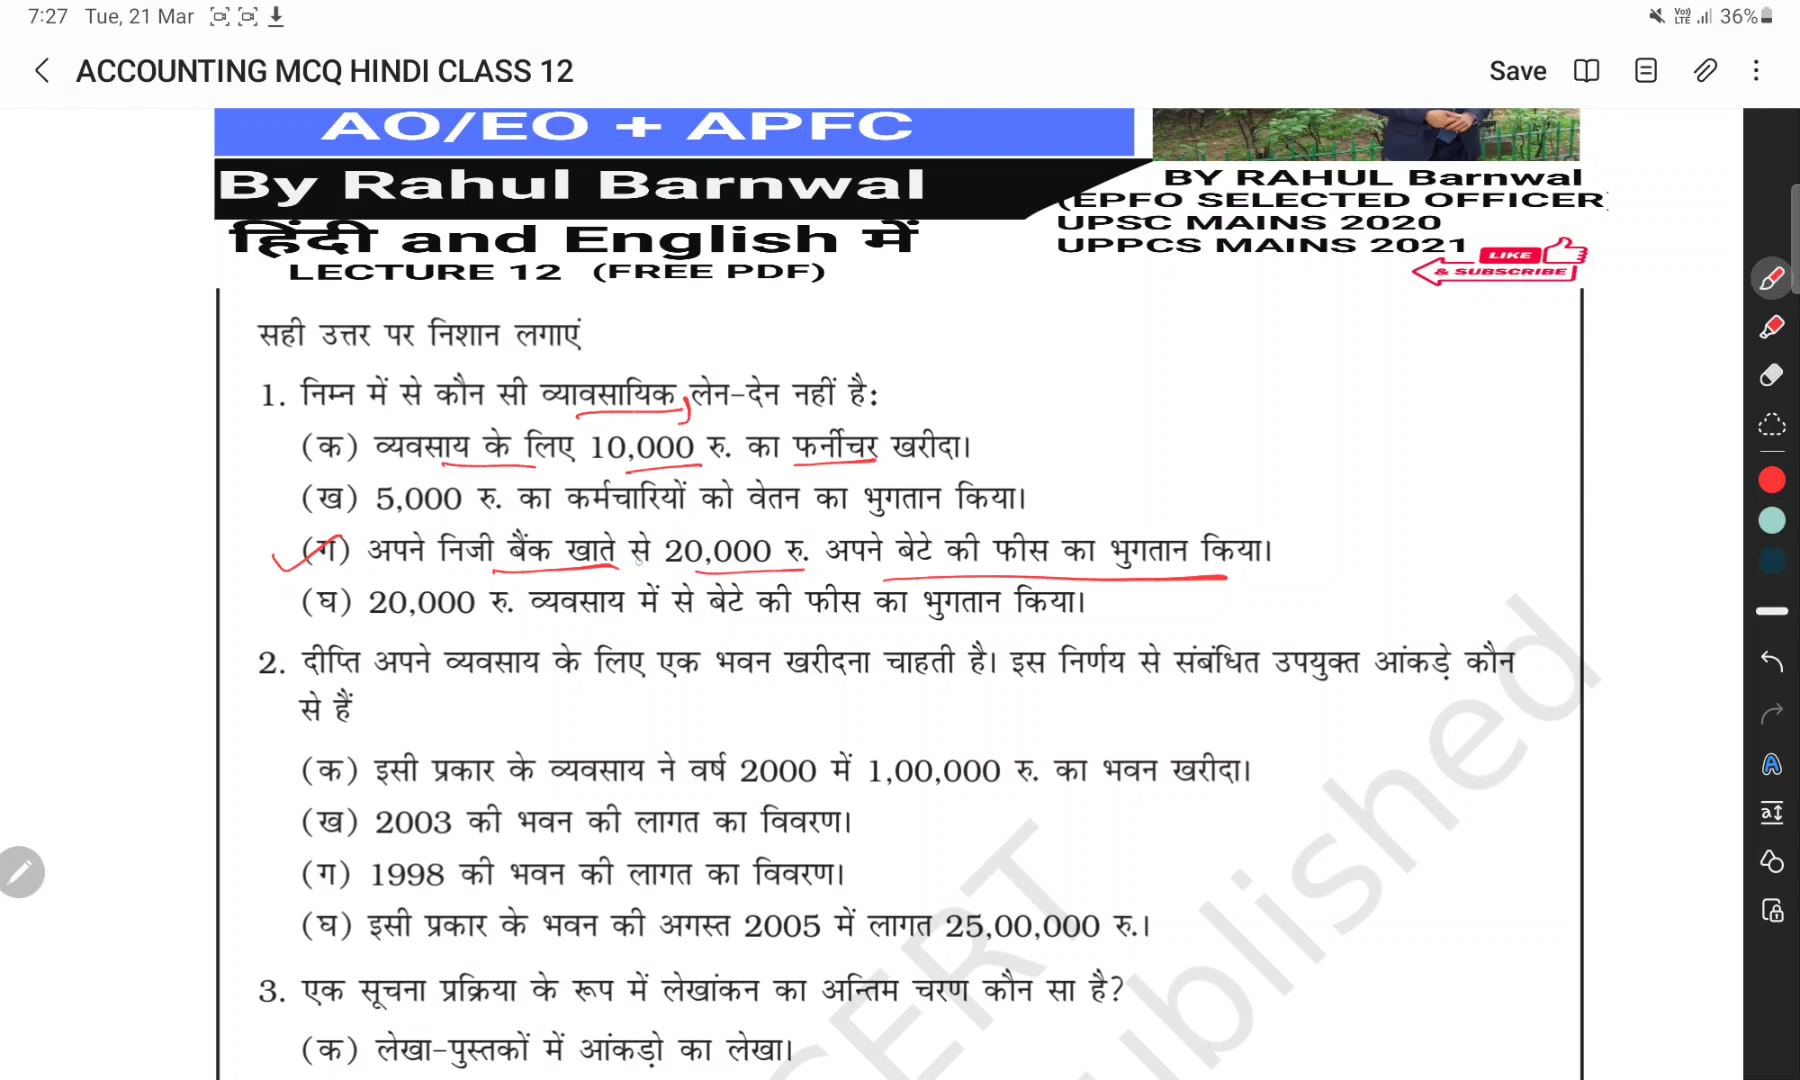 7:27 Tue, 21 Mar
Vo)) LTE 36%
ACCOUNTING MCQ HINDI CLASS 12
Save
AO/EO + APFC
By Rahul Barnwal
हिंदी and English में
LECTURE 12 (FREE PDF)
BY RAHUL Barnwal
(EPFO SELECTED OFFICER)
UPSC MAINS 2020
UPPCS MAINS 2021
LIKE
& SUBSCRIBE
सही उत्तर पर निशान लगाएं
1. निम्न में से कौन सी व्यावसायिक लेन-देन नहीं है:
(क) व्यवसाय के लिए 10,000 रु. का फर्नीचर खरीदा।
(ख) 5,000 रु. का कर्मचारियों को वेतन का भुगतान किया।
(ग) अपने निजी बैंक खाते से 20,000 रु. अपने बेटे की फीस का भुगतान किया।
(घ) 20,000 रु. व्यवसाय में से बेटे की फीस का भुगतान किया।
2. दीप्ति अपने व्यवसाय के लिए एक भवन खरीदना चाहती है। इस निर्णय से संबंधित उपयुक्त आंकड़े कौन
से हैं
(क) इसी प्रकार के व्यवसाय ने वर्ष 2000 में 1,00,000 रु. का भवन खरीदा।
(ख) 2003 की भवन की लागत का विवरण।
(ग) 1998 की भवन की लागत का विवरण।
(घ) इसी प्रकार के भवन की अगस्त 2005 में लागत 25,00,000 रु.।
3. एक सूचना प्रक्रिया के रूप में लेखांकन का अन्तिम चरण कौन सा है?
(क) लेखा-पुस्तकों में आंकड़ो का लेखा।